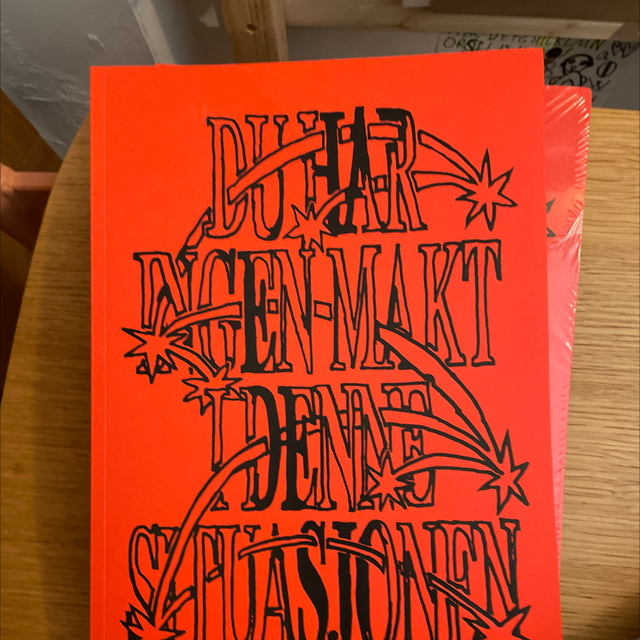 DU HAR
INGEN MAKT
I DENNE
SITUASJONEN